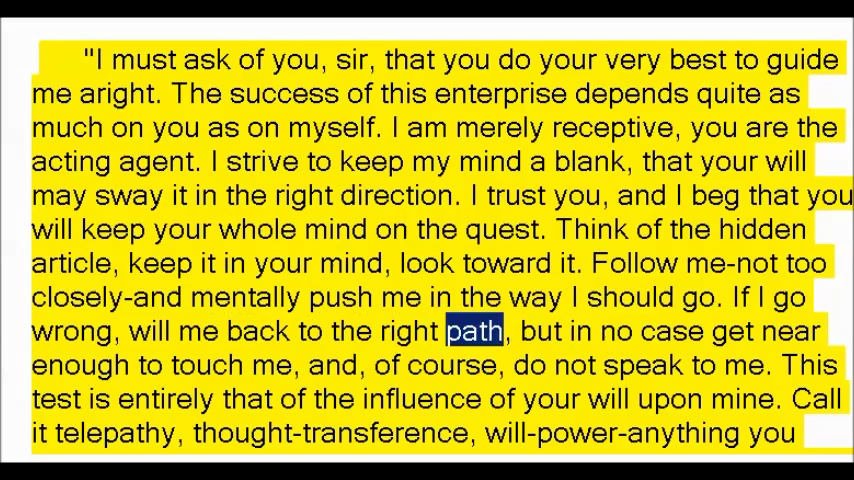 "I must ask of you, sir, that you do your very best to guide
me aright. The success of this enterprise depends quite as
much on you as on myself. I am merely receptive, you are the
acting agent. I strive to keep my mind a blank, that your will
may sway it in the right direction. I trust you, and I beg that you
will keep your whole mind on the quest. Think of the hidden
article, keep it in your mind, look toward it. Follow me-not too
closely-and mentally push me in the way I should go. If I go
wrong, will me back to the right path, but in no case get near
enough to touch me, and, of course, do not speak to me. This
test is entirely that of the influence of your will upon mine. Call
it telepathy, thought-transference, will-power-anything you